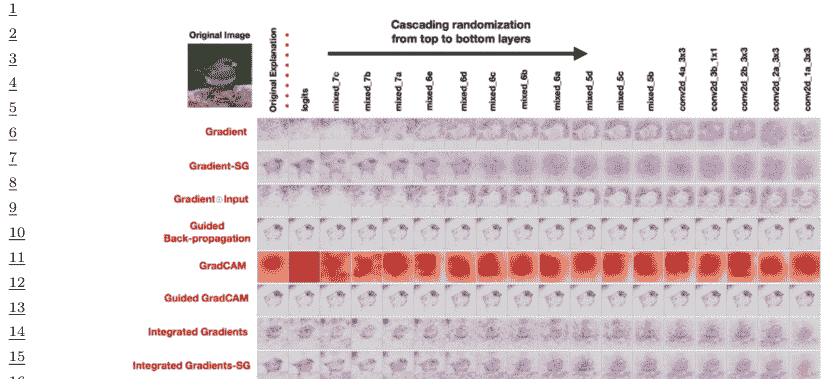 1
2
3
4
5
6
7
8
9
10
11
12
13
14
15
16
Cascading randomization
from top to bottom layers
Original Image
Original Explanation
logits
mixed_7c
mixed_7b
mixed_7a
mixed_6e
mixed_6d
mixed_6c
mixed_6b
mixed_6a
mixed_5d
mixed_5c
mixed_5b
conv2d_4a_3x3
conv2d_3b_1x1
conv2d_2b_3x3
conv2d_2a_3x3
conv2d_1a_3x3
Gradient
Gradient-SG
Gradient⊙Input
Guided
Back-propagation
GradCAM
Guided GradCAM
Integrated Gradients
Integrated Gradients-SG